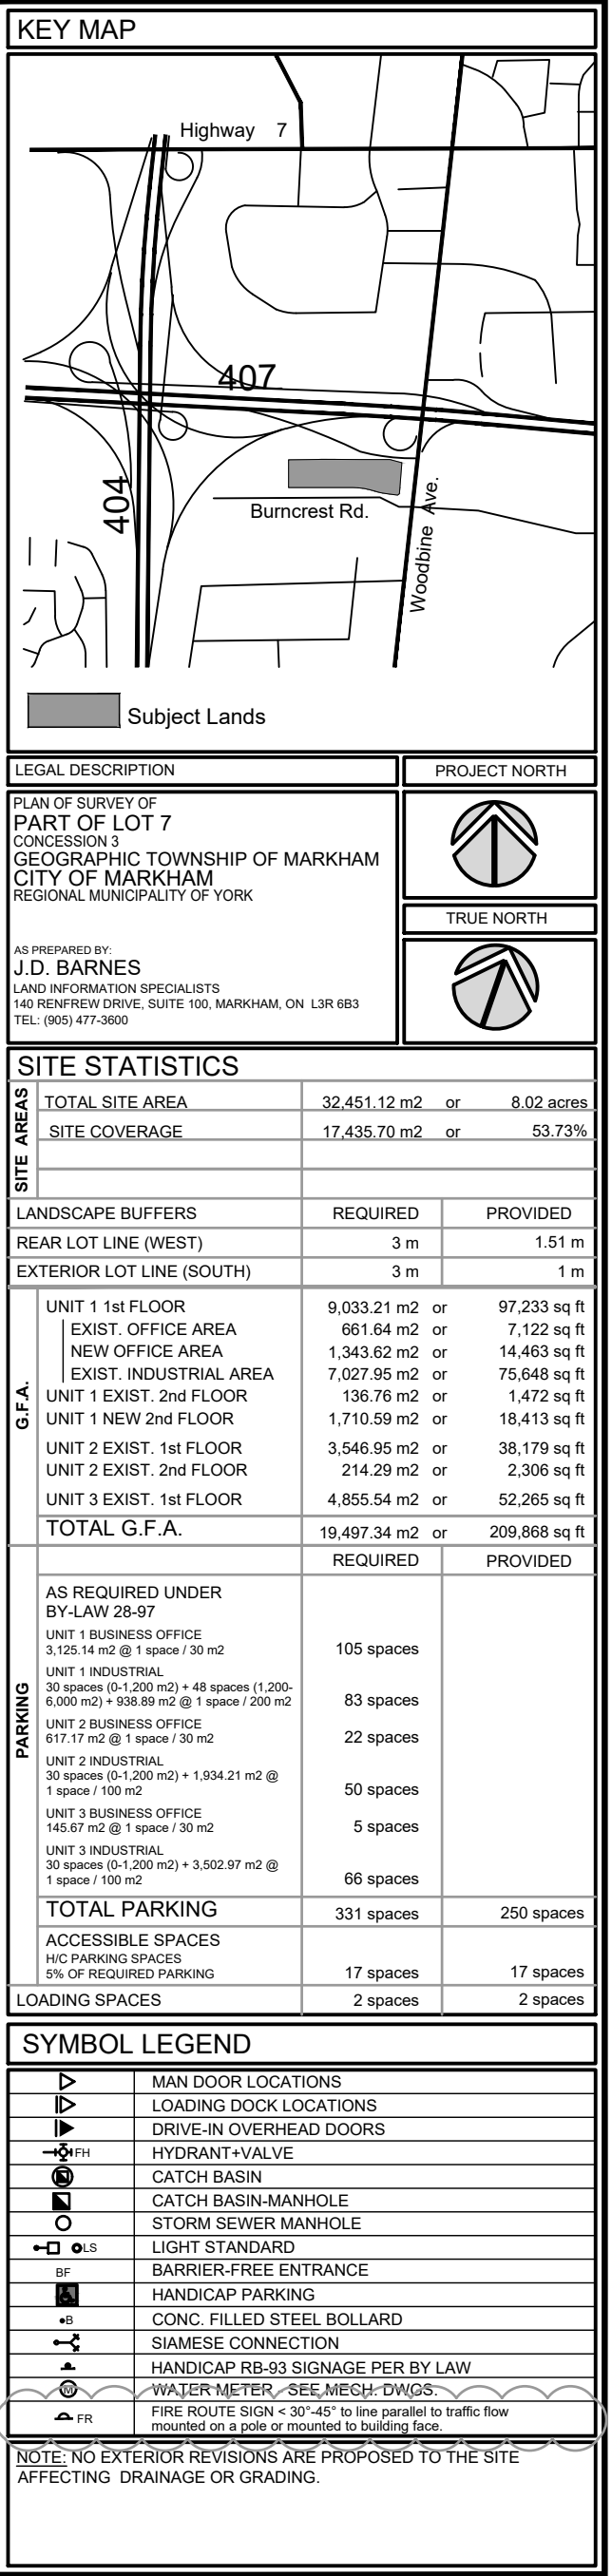 KEY MAP
Highway 7
407
404
Burncrest Rd.
Woodbine Ave.
Subject Lands
LEGAL DESCRIPTION
PROJECT NORTH
PLAN OF SURVEY OF
PART OF LOT 7
CONCESSION 3
GEOGRAPHIC TOWNSHIP OF MARKHAM
CITY OF MARKHAM
REGIONAL MUNICIPALITY OF YORK
TRUE NORTH
AS PREPARED BY:
J.D. BARNES
LAND INFORMATION SPECIALISTS
140 RENFREW DRIVE, SUITE 100, MARKHAM, ON L3R 6B3
TEL: (905) 477-3600
SITE STATISTICS
SITE AREAS
TOTAL SITE AREA 32,451.12 m2 or 8.02 acres
SITE COVERAGE 17,435.70 m2 or 53.73%
LANDSCAPE BUFFERS REQUIRED PROVIDED
REAR LOT LINE (WEST) 3 m 1.51 m
EXTERIOR LOT LINE (SOUTH) 3 m 1 m
G.F.A.
UNIT 1 1st FLOOR 9,033.21 m2 or 97,233 sq ft
EXIST. OFFICE AREA 661.64 m2 or 7,122 sq ft
NEW OFFICE AREA 1,343.62 m2 or 14,463 sq ft
EXIST. INDUSTRIAL AREA 7,027.95 m2 or 75,648 sq ft
UNIT 1 EXIST. 2nd FLOOR 136.76 m2 or 1,472 sq ft
UNIT 1 NEW 2nd FLOOR 1,710.59 m2 or 18,413 sq ft
UNIT 2 EXIST. 1st FLOOR 3,546.95 m2 or 38,179 sq ft
UNIT 2 EXIST. 2nd FLOOR 214.29 m2 or 2,306 sq ft
UNIT 3 EXIST. 1st FLOOR 4,855.54 m2 or 52,265 sq ft
TOTAL G.F.A. 19,497.34 m2 or 209,868 sq ft
PARKING
REQUIRED PROVIDED
AS REQUIRED UNDER
BY-LAW 28-97
UNIT 1 BUSINESS OFFICE
3,125.14 m2 @ 1 space / 30 m2 105 spaces
UNIT 1 INDUSTRIAL
30 spaces (0-1,200 m2) + 48 spaces (1,200-
6,000 m2) + 938.89 m2 @ 1 space / 200 m2 83 spaces
UNIT 2 BUSINESS OFFICE
617.17 m2 @ 1 space / 30 m2 22 spaces
UNIT 2 INDUSTRIAL
30 spaces (0-1,200 m2) + 1,934.21 m2 @
1 space / 100 m2 50 spaces
UNIT 3 BUSINESS OFFICE
145.67 m2 @ 1 space / 30 m2 5 spaces
UNIT 3 INDUSTRIAL
30 spaces (0-1,200 m2) + 3,502.97 m2 @
1 space / 100 m2 66 spaces
TOTAL PARKING 331 spaces 250 spaces
ACCESSIBLE SPACES
H/C PARKING SPACES
5% OF REQUIRED PARKING 17 spaces 17 spaces
LOADING SPACES 2 spaces 2 spaces
SYMBOL LEGEND
MAN DOOR LOCATIONS
LOADING DOCK LOCATIONS
DRIVE-IN OVERHEAD DOORS
FH HYDRANT+VALVE
CATCH BASIN
CATCH BASIN-MANHOLE
STORM SEWER MANHOLE
LS LIGHT STANDARD
BF BARRIER-FREE ENTRANCE
HANDICAP PARKING
B CONC. FILLED STEEL BOLLARD
SIAMESE CONNECTION
HANDICAP RB-93 SIGNAGE PER BY LAW
M WATER METER SEE MECH. DWGS.
FR FIRE ROUTE SIGN < 30°-45° to line parallel to traffic flow
mounted on a pole or mounted to building face.
NOTE: NO EXTERIOR REVISIONS ARE PROPOSED TO THE SITE
AFFECTING DRAINAGE OR GRADING.